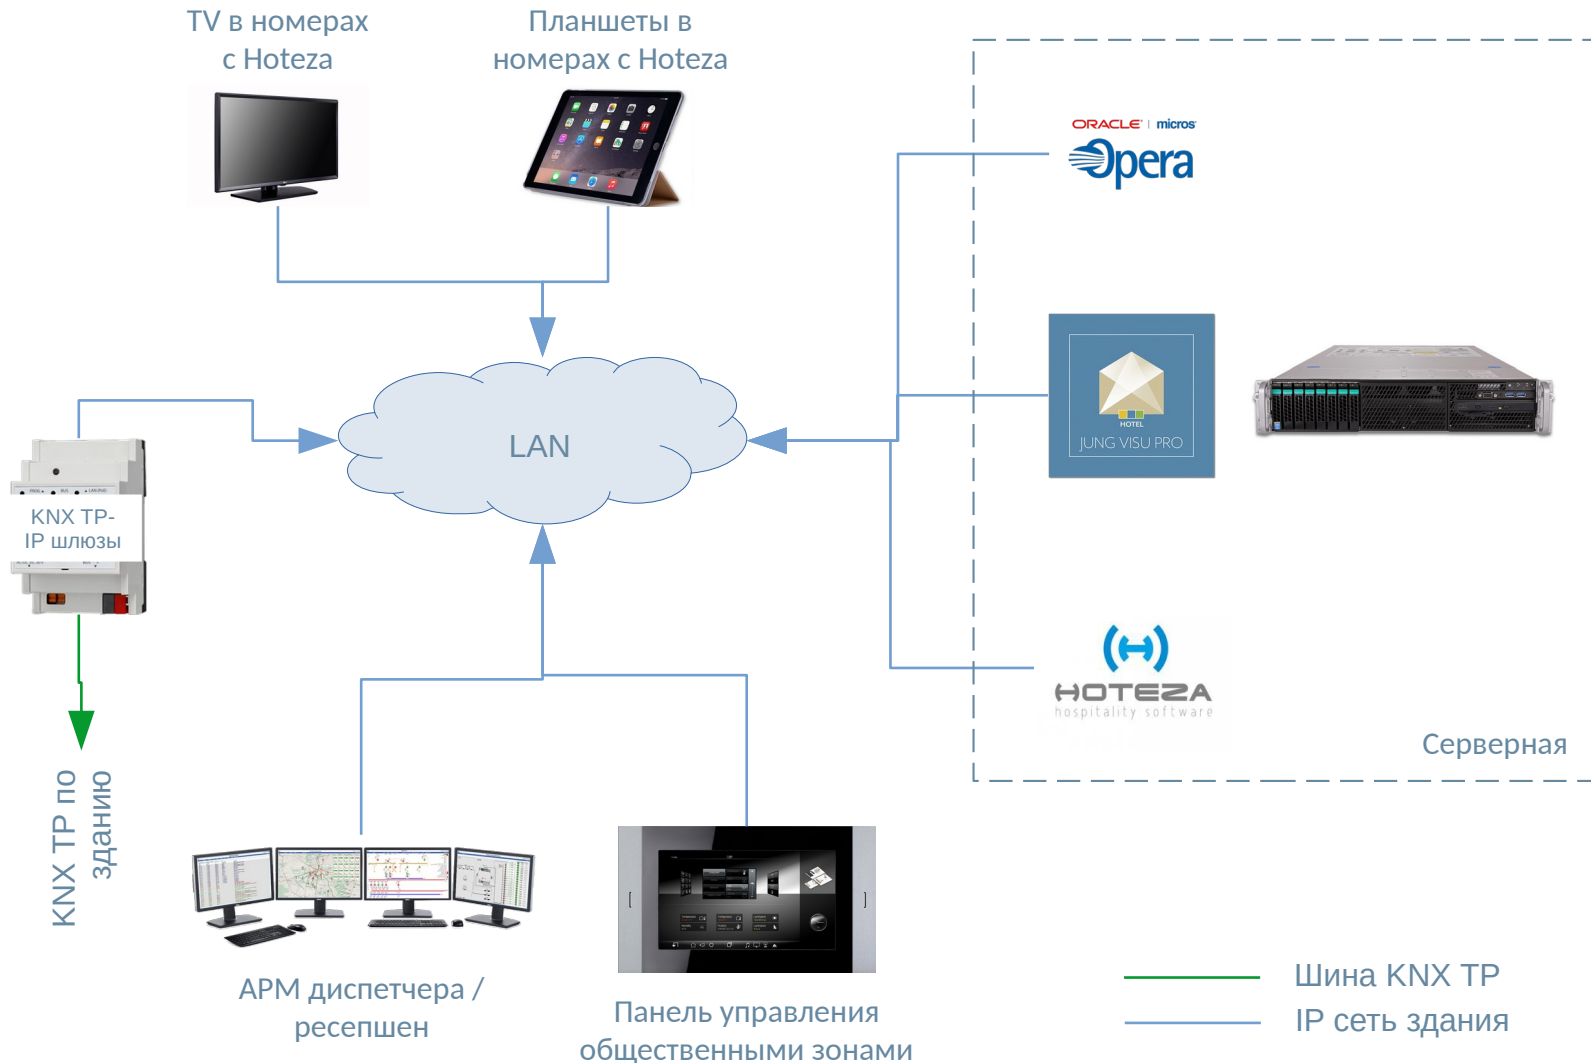 TV в номерах
с Hoteza
Планшеты в
номерах с Hoteza
ORACLE | micros
Opera
HOTEL
JUNG VISU PRO
LAN
KNX TP-
IP шлюзы
HOTEZA
hospitality software
Серверная
KNX TP по
зданию
АРМ диспетчера /
ресепшен
Панель управления
общественными зонами
Шина KNX TP
IP сеть здания